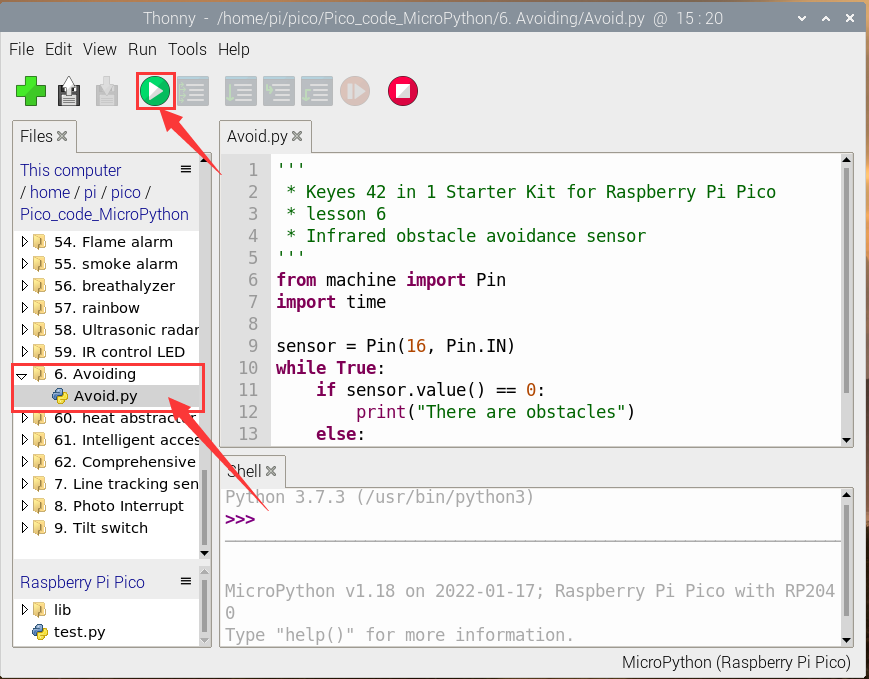 Thonny - /home/pi/pico/Pico_code_MicroPython/6. Avoiding/Avoid.py @ 15 : 20
File Edit View Run Tools Help
Files
This computer
/ home / pi / pico /
Pico_code_MicroPython
54. Flame alarm
55. smoke alarm
56. breathalyzer
57. rainbow
58. Ultrasonic radar
59. IR control LED
6. Avoiding
Avoid.py
60. heat abstractor
61. Intelligent acces
62. Comprehensive
7. Line tracking sen
8. Photo Interrupt
9. Tilt switch
Raspberry Pi Pico
lib
test.py
Avoid.py
1 '''
2  * Keyes 42 in 1 Starter Kit for Raspberry Pi Pico
3  * lesson 6
4  * Infrared obstacle avoidance sensor
5 '''
6 from machine import Pin
7 import time
8
9 sensor = Pin(16, Pin.IN)
10 while True:
11     if sensor.value() == 0:
12         print("There are obstacles")
13     else:
Shell
Python 3.7.3 (/usr/bin/python3)
>>>
MicroPython v1.18 on 2022-01-17; Raspberry Pi Pico with RP204
0
Type "help()" for more information.
MicroPython (Raspberry Pi Pico)